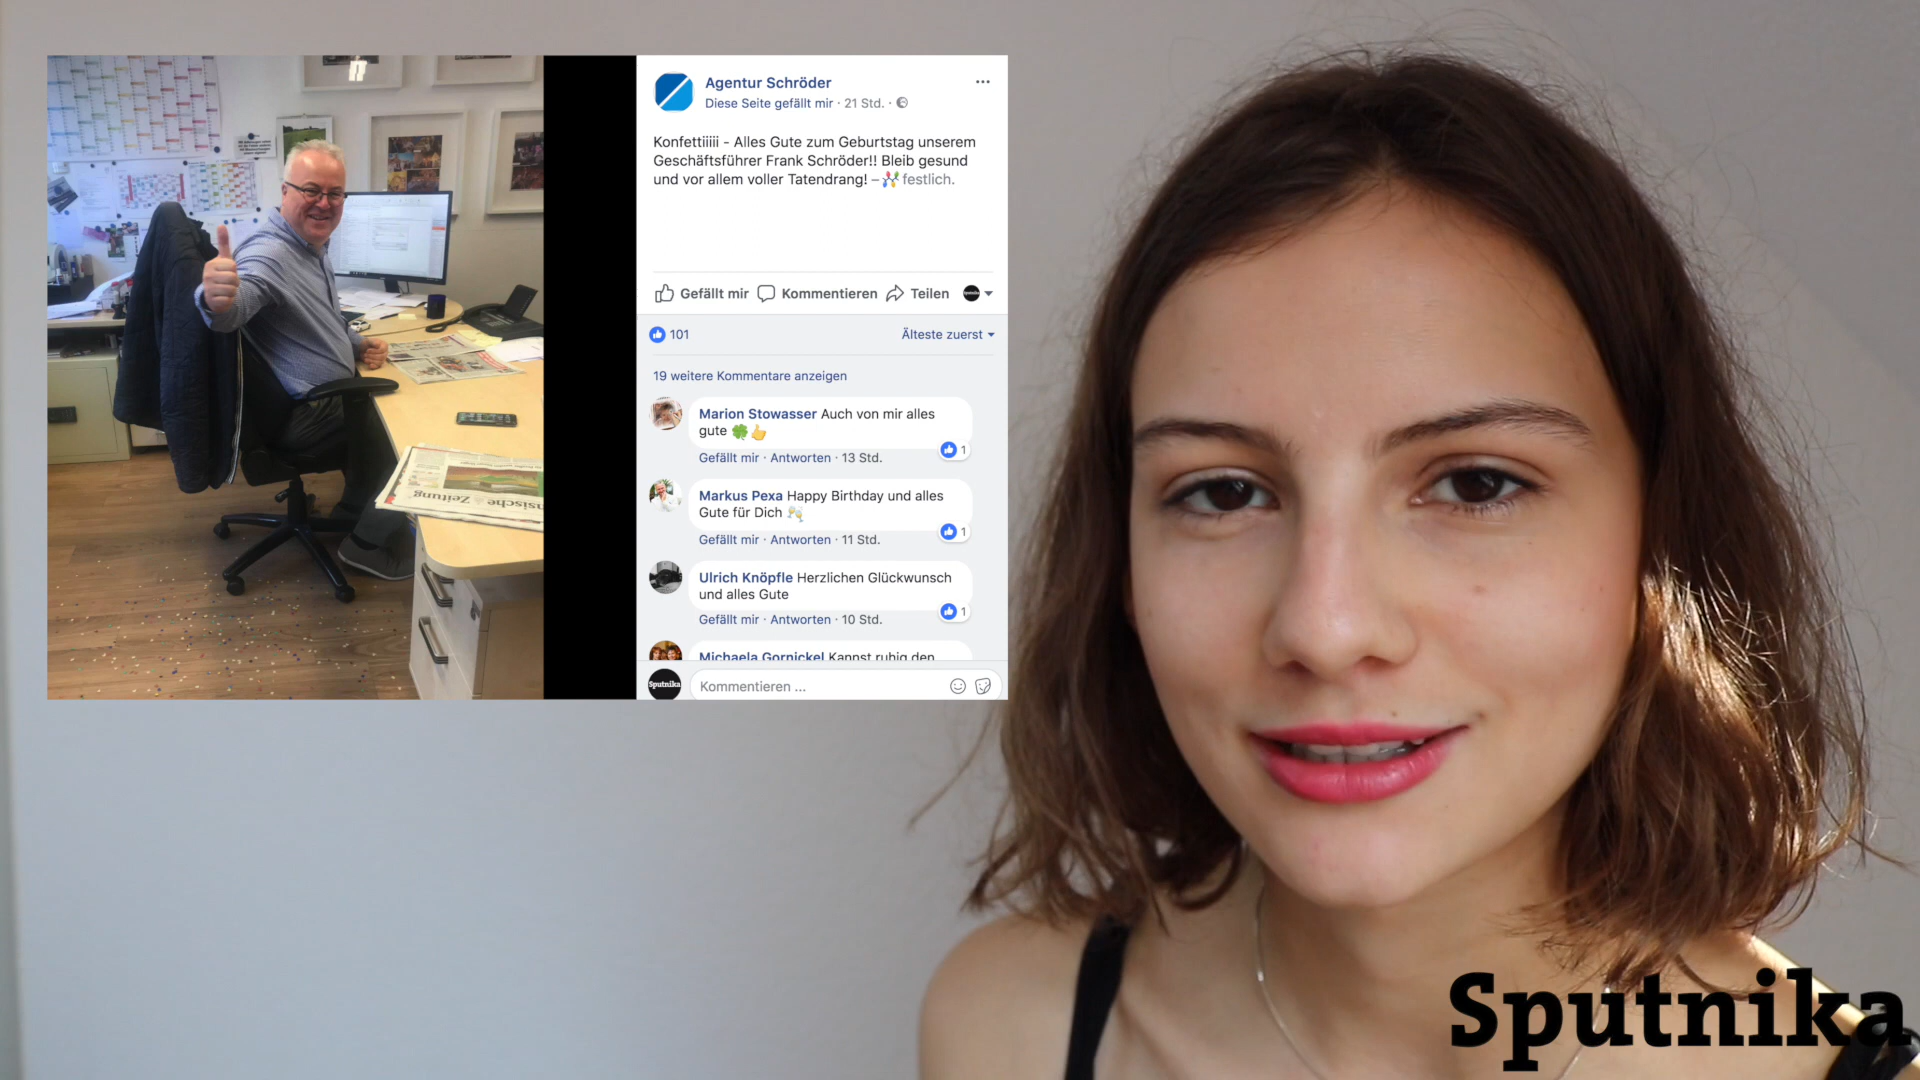 Agentur Schröder
Diese Seite gefällt mir · 21 Std. ·
Konfettiiiii - Alles Gute zum Geburtstag unserem
Geschäftsführer Frank Schröder!! Bleib gesund
und vor allem voller Tatendrang! – festlich.
Gefällt mir Kommentieren Teilen
101 Älteste zuerst
19 weitere Kommentare anzeigen
Marion Stowasser Auch von mir alles
gute
1
Gefällt mir · Antworten · 13 Std.
Markus Pexa Happy Birthday und alles
Gute für Dich
1
Gefällt mir · Antworten · 11 Std.
Ulrich Knöpfle Herzlichen Glückwunsch
und alles Gute
1
Gefällt mir · Antworten · 10 Std.
Michaela Gornickel Kannst ruhig den
Sputnika
Kommentieren ...
sische Zeitung
Sputnika